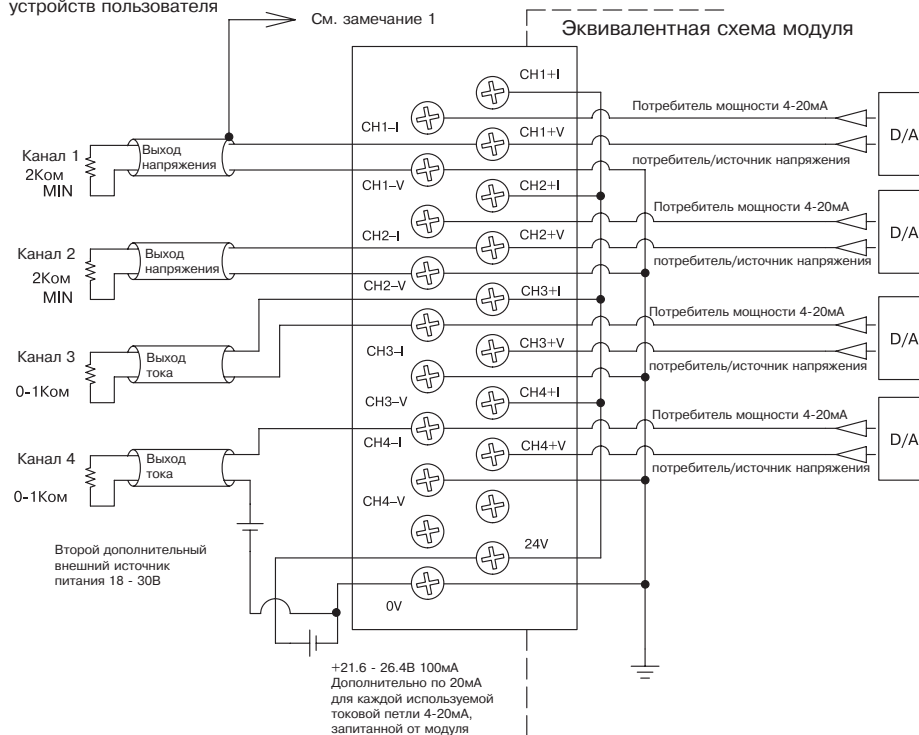 устройств пользователя
См. замечание 1
Эквивалентная схема модуля
CH1+I
CH1–I
CH1+V
CH1–V
CH2+I
CH2–I
CH2+V
CH2–V
CH3+I
CH3–I
CH3+V
CH3–V
CH4+I
CH4–I
CH4+V
CH4–V
24V
0V
Канал 1
2Ком
MIN
Выход
напряжения
Канал 2
2Ком
MIN
Выход
напряжения
Канал 3
0-1Ком
Выход
тока
Канал 4
0-1Ком
Выход
тока
Потребитель мощности 4-20мА
потребитель/источник напряжения
D/A
Потребитель мощности 4-20мА
потребитель/источник напряжения
D/A
Потребитель мощности 4-20мА
потребитель/источник напряжения
D/A
Потребитель мощности 4-20мА
потребитель/источник напряжения
D/A
Второй дополнительный
внешний источник
питания 18 - 30В
+21.6 - 26.4В 100мА
Дополнительно по 20мА
для каждой используемой
токовой петли 4-20мА,
запитанной от модуля